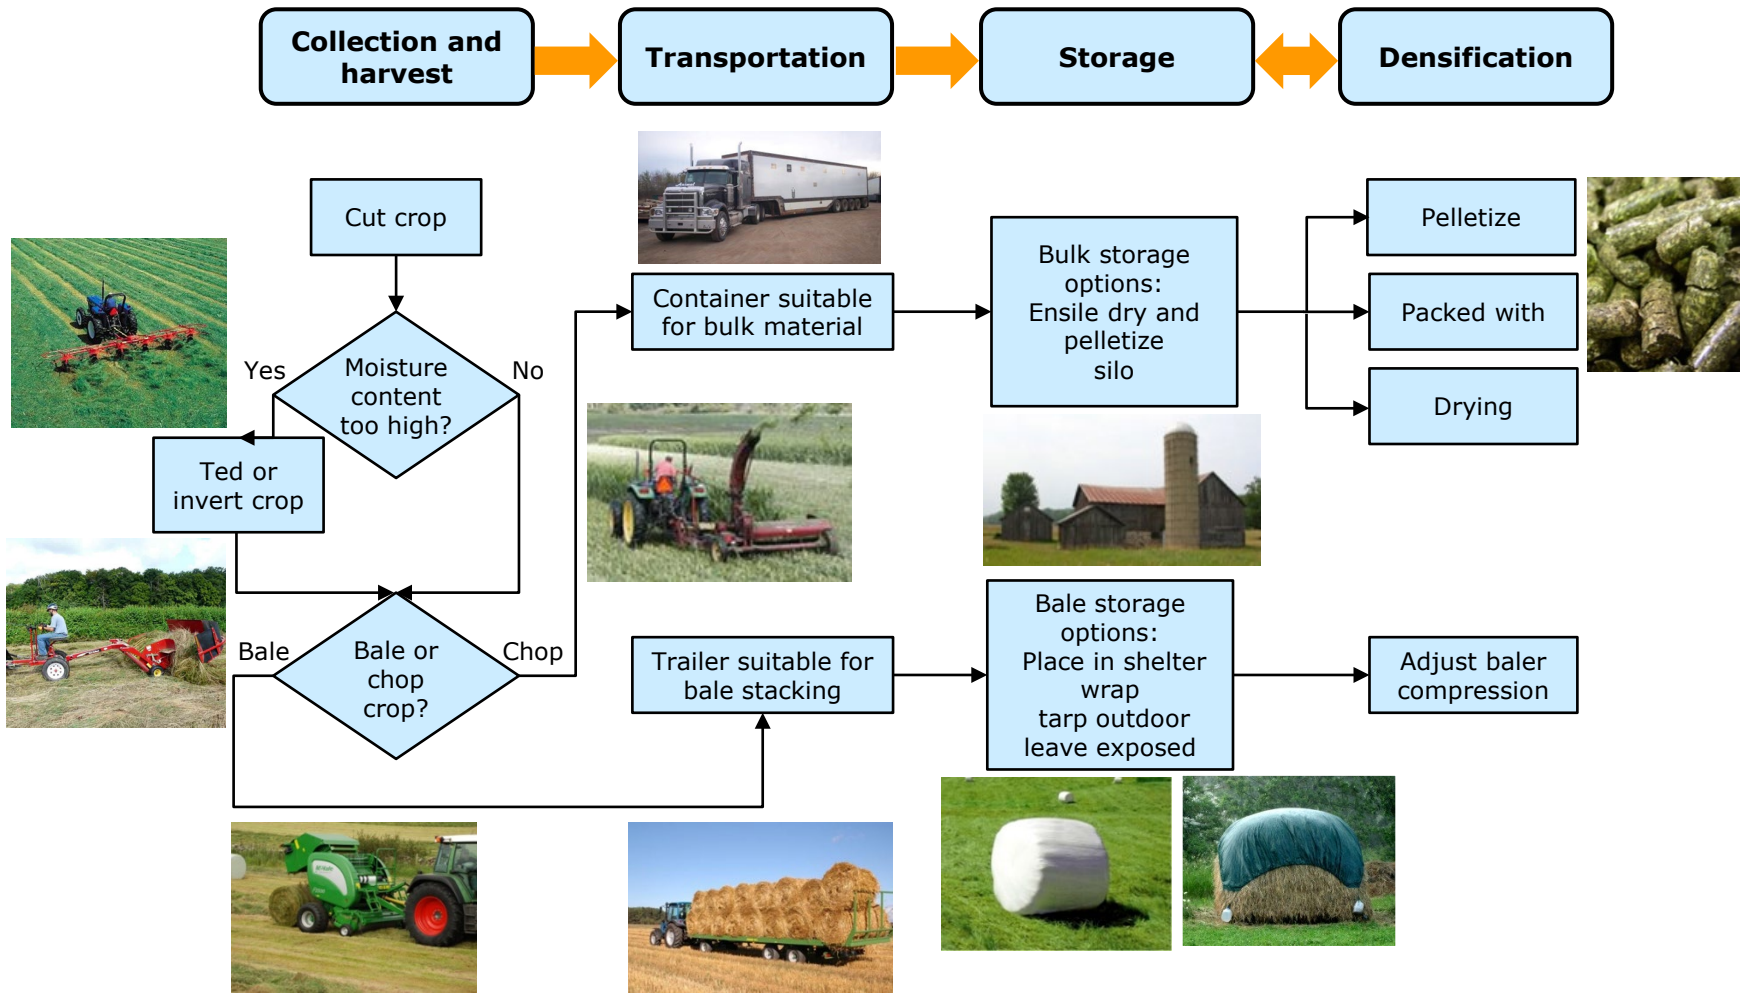 Collection and
harvest
Transportation
Storage
Densification
Cut crop
Moisture
content
too high?
Yes
No
Ted or
invert crop
Bale or
chop
crop?
Bale
Chop
Container suitable
for bulk material
Bulk storage
options:
Ensile dry and
pelletize
silo
Pelletize
Packed with
Drying
Trailer suitable for
bale stacking
Bale storage
options:
Place in shelter
wrap
tarp outdoor
leave exposed
Adjust baler
compression